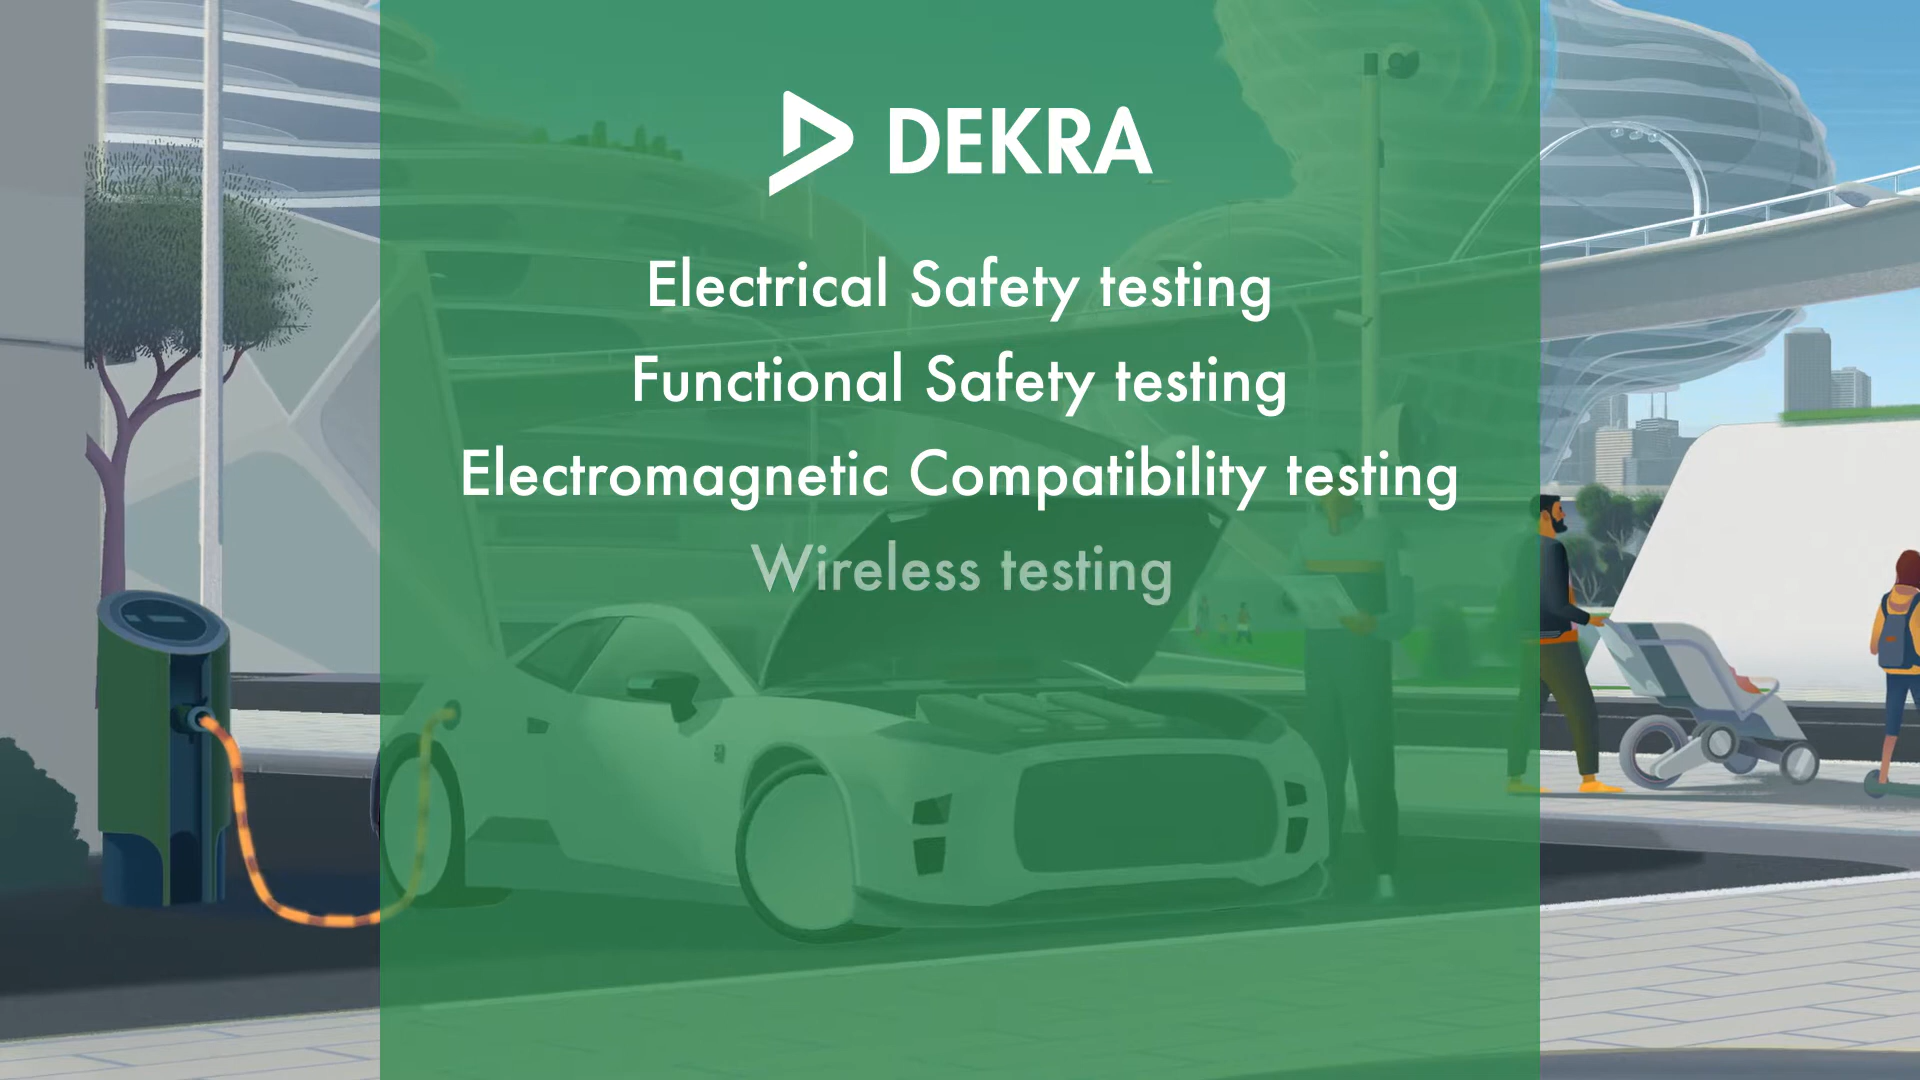 DEKRA
Electrical Safety testing
Functional Safety testing
Electromagnetic Compatibility testing
Wireless testing